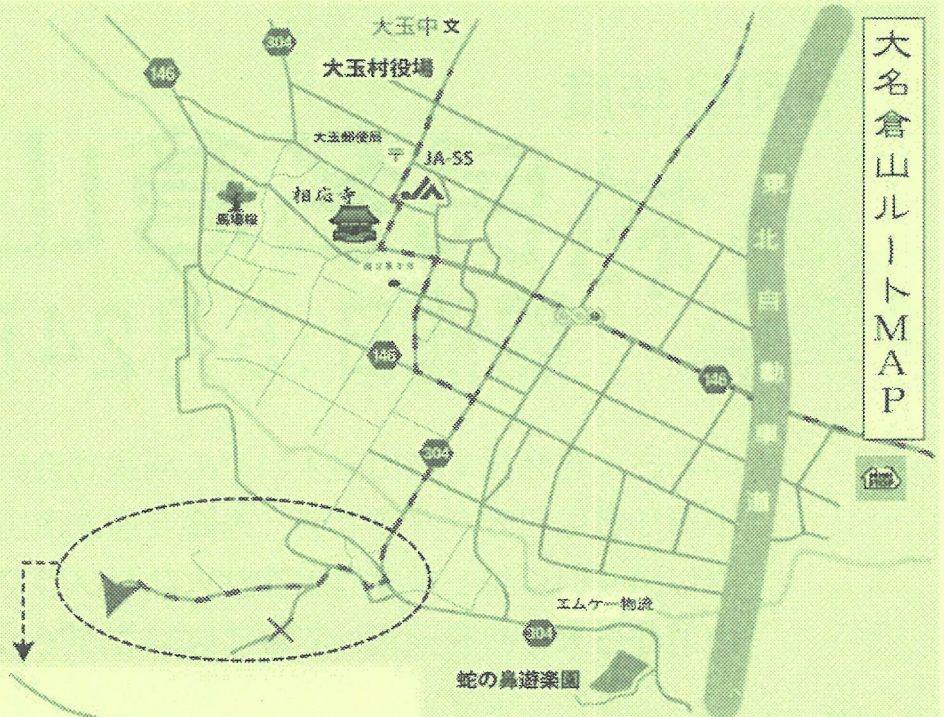 大名倉山ルートMAP
304
大玉中 文
146
大玉村役場
大玉郵便局
〒
JA-SS
JA
相応寺
馬場桜
146
146
304
東北自動車道
エムケー物流
304
蛇の鼻遊楽園